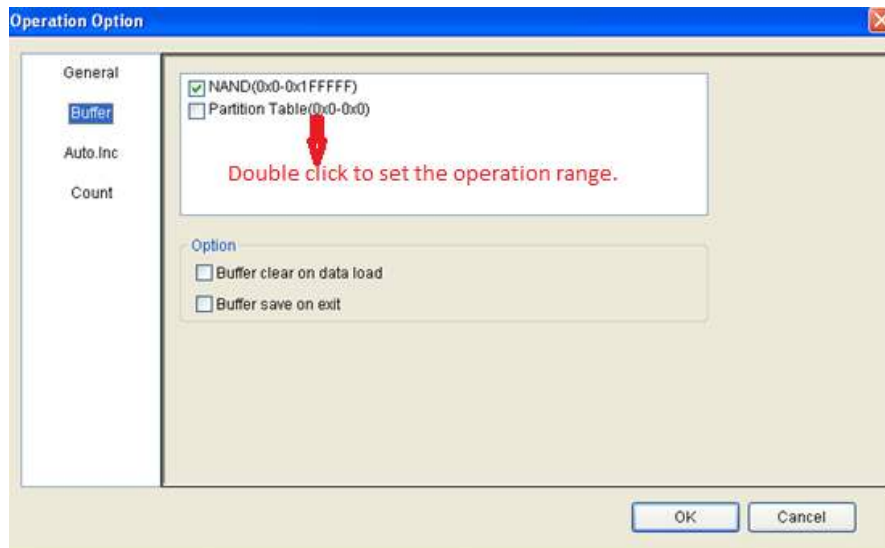 Operation Option
General
Buffer
Auto.Inc
Count
NAND(0x0-0x1FFFFF)
Partition Table(0x0-0x0)
Double click to set the operation range.
Option
Buffer clear on data load
Buffer save on exit
OK
Cancel